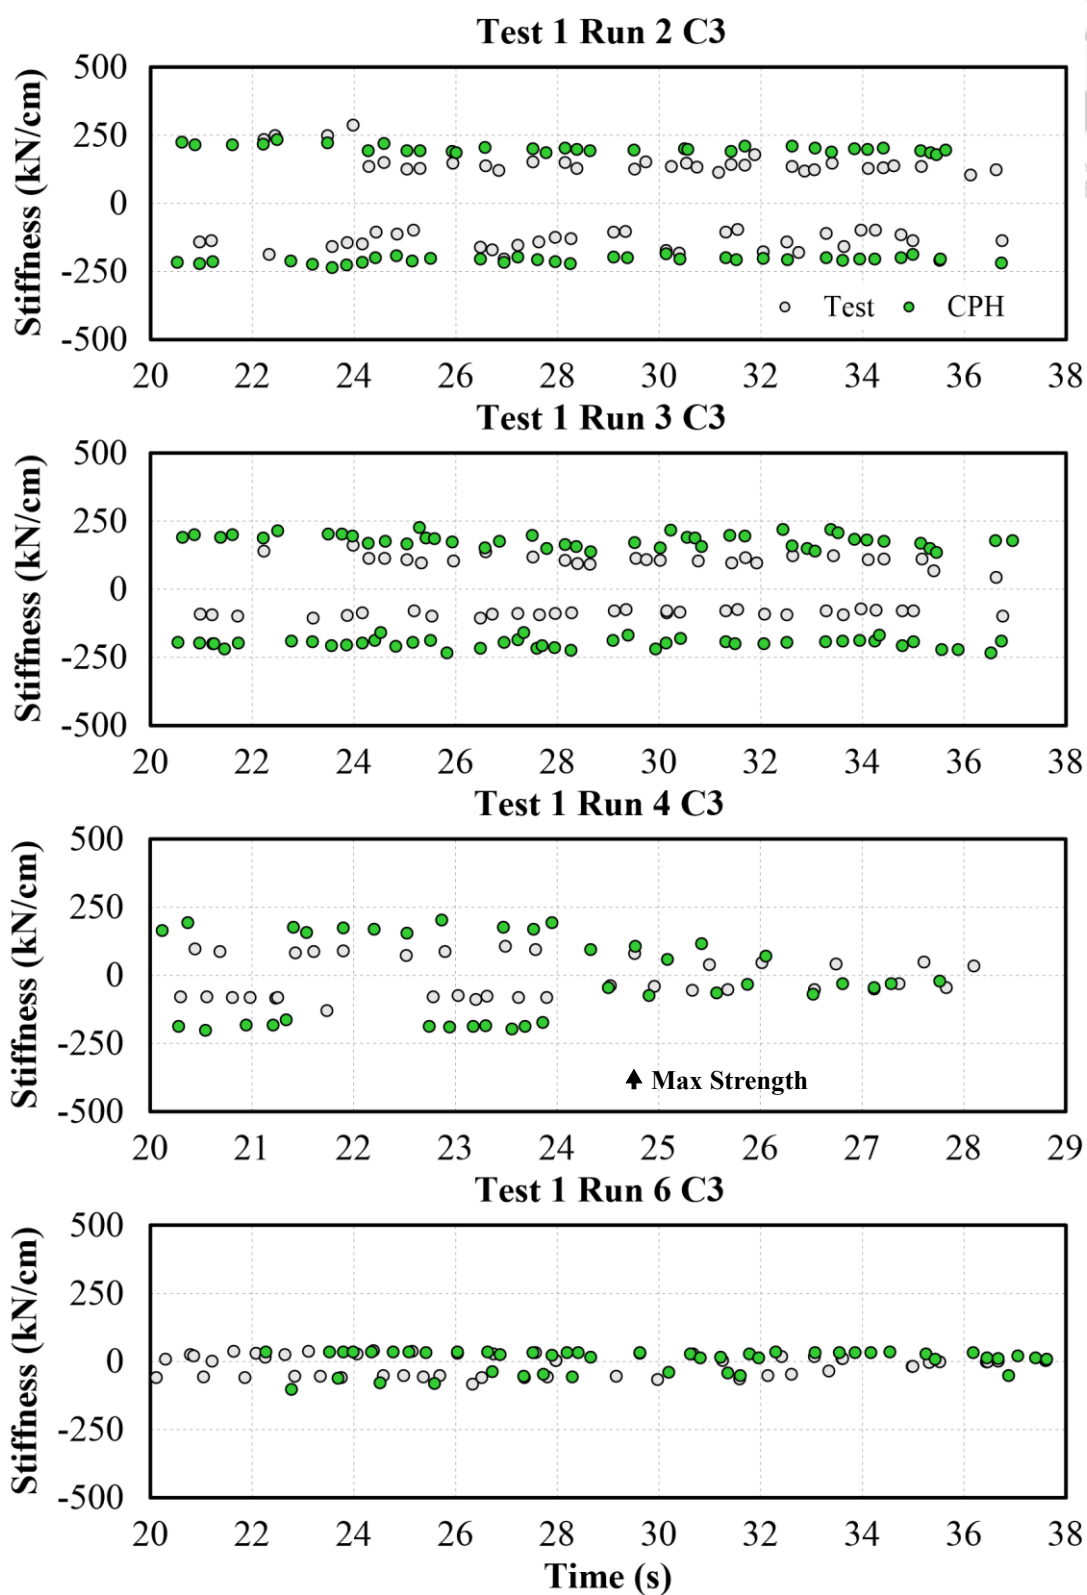 Test 1 Run 2 C3
Stiffness (kN/cm)
500
250
0
-250
-500
Test CPH
20 22 24 26 28 30 32 34 36 38
Test 1 Run 3 C3
Stiffness (kN/cm)
500
250
0
-250
-500
20 22 24 26 28 30 32 34 36 38
Test 1 Run 4 C3
Stiffness (kN/cm)
500
250
0
-250
-500
Max Strength
20 21 22 23 24 25 26 27 28 29
Test 1 Run 6 C3
Stiffness (kN/cm)
500
250
0
-250
-500
20 22 24 26 28 30 32 34 36 38
Time (s)